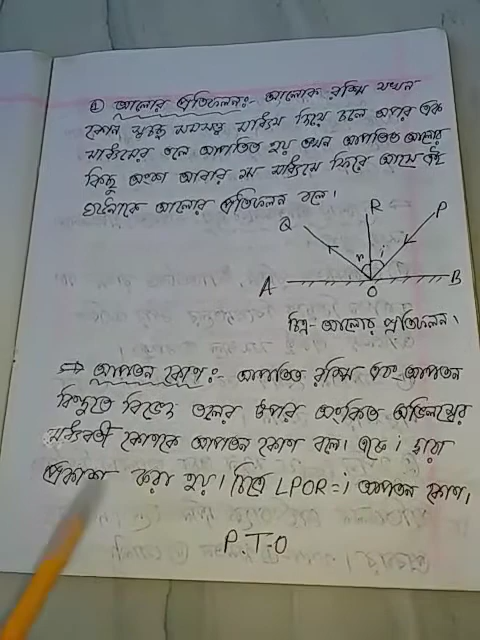 আলোর প্রতিফলন:- আলোক রশ্মি যখন
কোন স্বচ্ছ সমসত্ত্ব মাধ্যম দিয়ে চলে অপর এক
মাধ্যমের তলে আপতিত হয় তখন আপতিত আলোর
কিছু অংশ আবার ১ম মাধ্যমে ফিরে আসে এই
ঘটনাকে আলোর প্রতিফলন বলে।
Q R P
r i
A O B
চিত্র- আলোর প্রতিফলন।
⇒ আপতন কোণ:- আপতিত রশ্মি এবং আপতন
বিন্দুতে বিভেদ তলের উপর অংকিত অভিলম্বের
মধ্যবর্তী কোণকে আপতন কোণ বলে। একে i দ্বারা
প্রকাশ করা হয়। চিত্রে ∠POR = i আপতন কোণ।
P.T.O